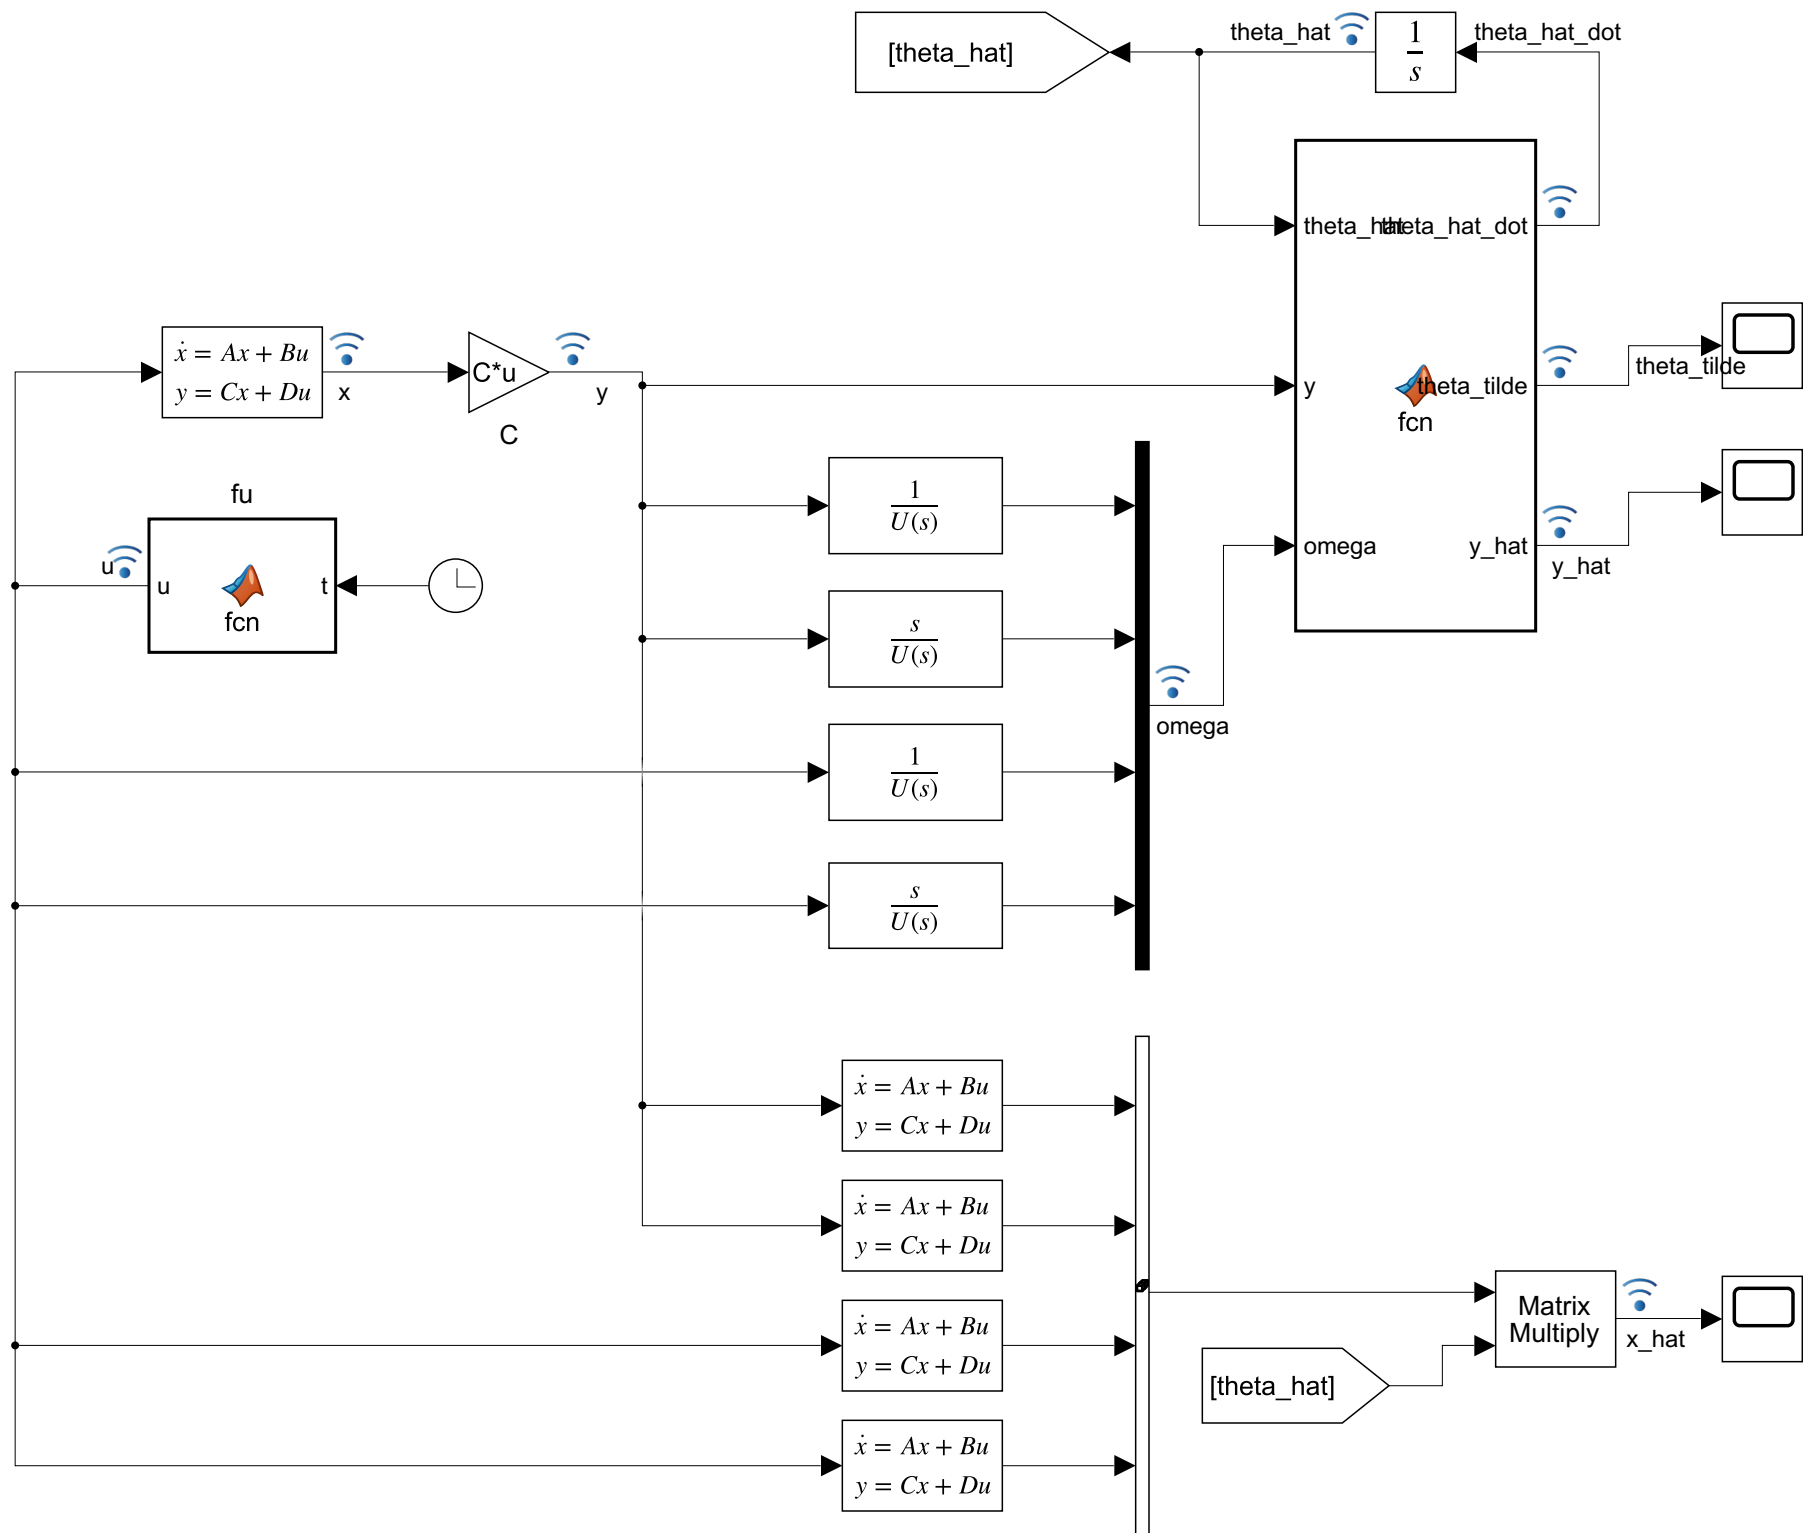 [theta_hat]
theta_hat
1
s
theta_hat_dot
theta_hat
theta_hat_dot
y
theta_tilde
fcn
omega
y_hat
theta_tilde
y_hat
ẋ = Ax + Bu
y = Cx + Du
x
C*u
C
y
fu
u
u
t
fcn
1
U(s)
s
U(s)
1
U(s)
s
U(s)
omega
ẋ = Ax + Bu
y = Cx + Du
ẋ = Ax + Bu
y = Cx + Du
ẋ = Ax + Bu
y = Cx + Du
ẋ = Ax + Bu
y = Cx + Du
[theta_hat]
Matrix
Multiply
x_hat